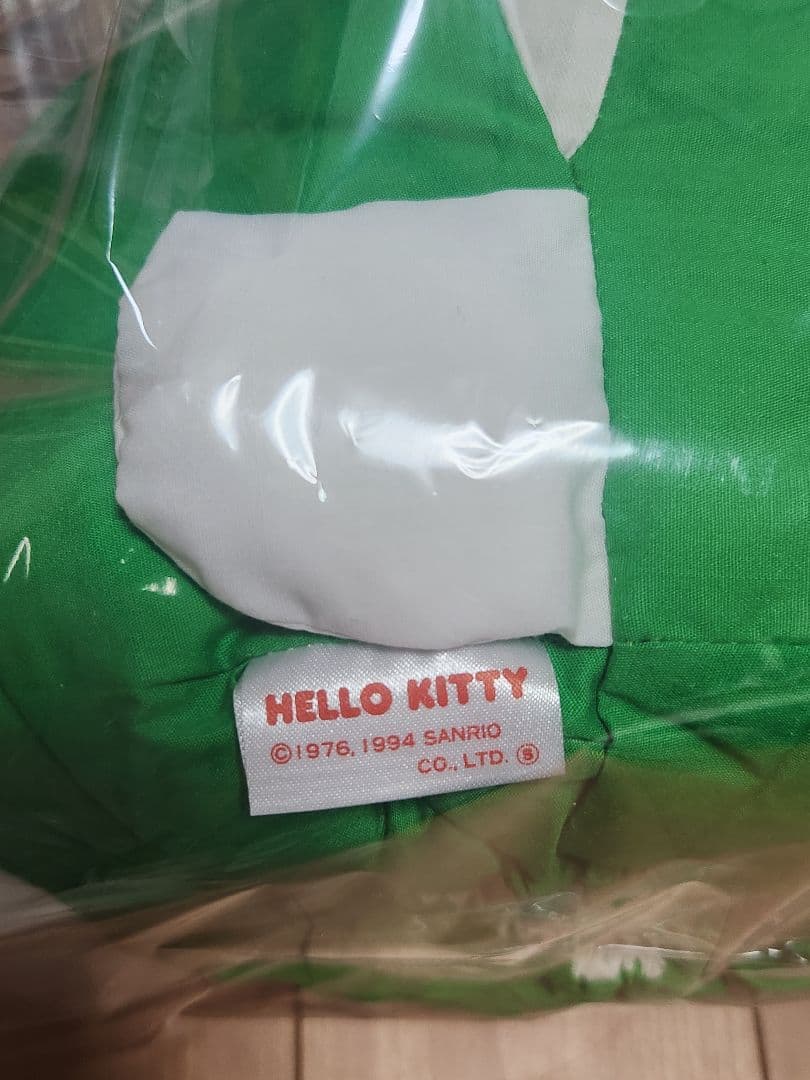 HELLO KITTY
©1976, 1994 SANRIO
CO., LTD. Ⓢ